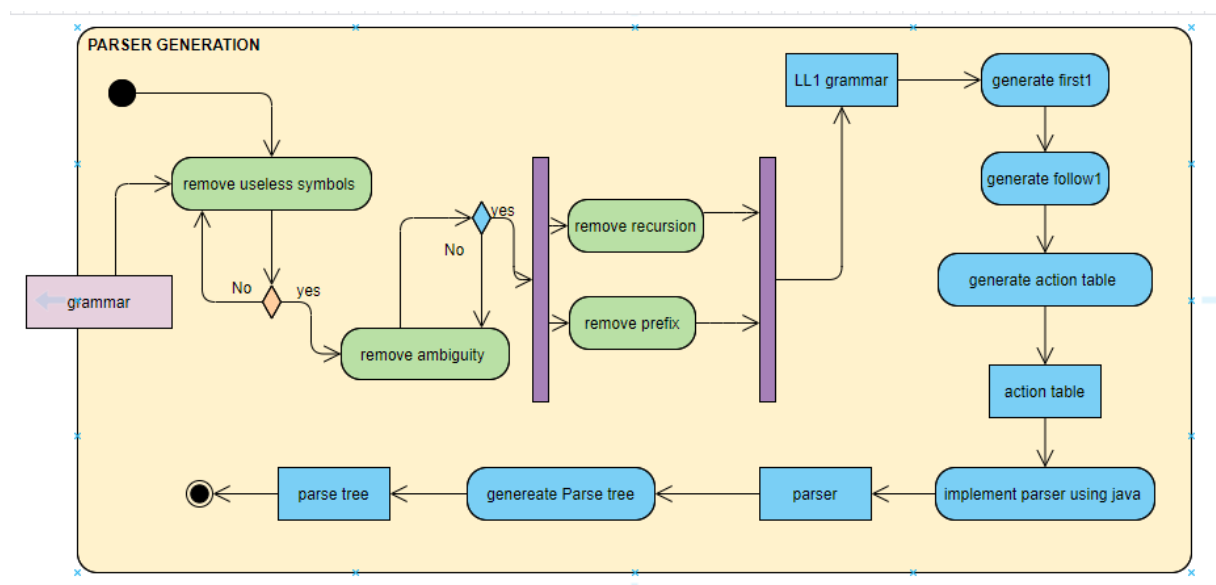 PARSER GENERATION
LL1 grammar
generate first1
remove useless symbols
generate follow1
yes
remove recursion
No
generate action table
No
yes
grammar
remove prefix
remove ambiguity
action table
parse tree
genereate Parse tree
parser
implement parser using java